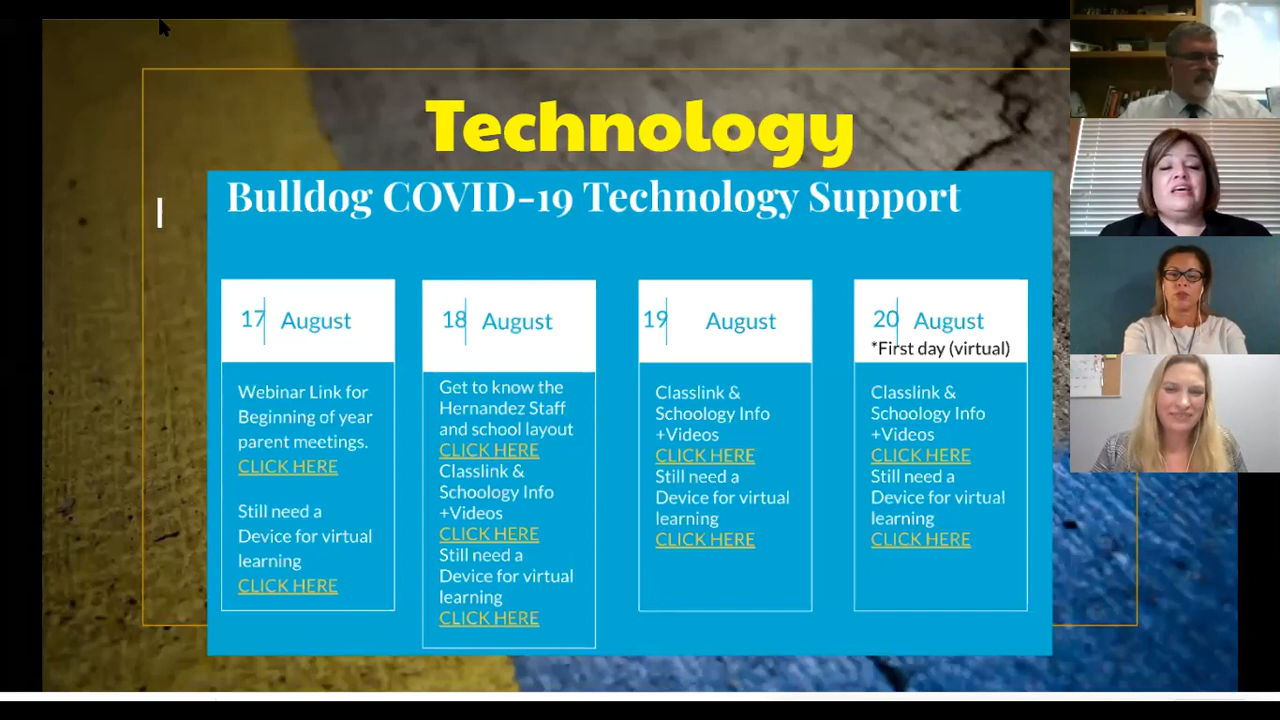 Technology
Bulldog COVID-19 Technology Support
17 August
Webinar Link for
Beginning of year
parent meetings.
CLICK HERE
Still need a
Device for virtual
learning
CLICK HERE
18 August
Get to know the
Hernandez Staff
and school layout
CLICK HERE
Classlink &
Schoology Info
+Videos
CLICK HERE
Still need a
Device for virtual
learning
CLICK HERE
19 August
Classlink &
Schoology Info
+Videos
CLICK HERE
Still need a
Device for virtual
learning
CLICK HERE
20 August
*First day (virtual)
Classlink &
Schoology Info
+Videos
CLICK HERE
Still need a
Device for virtual
learning
CLICK HERE